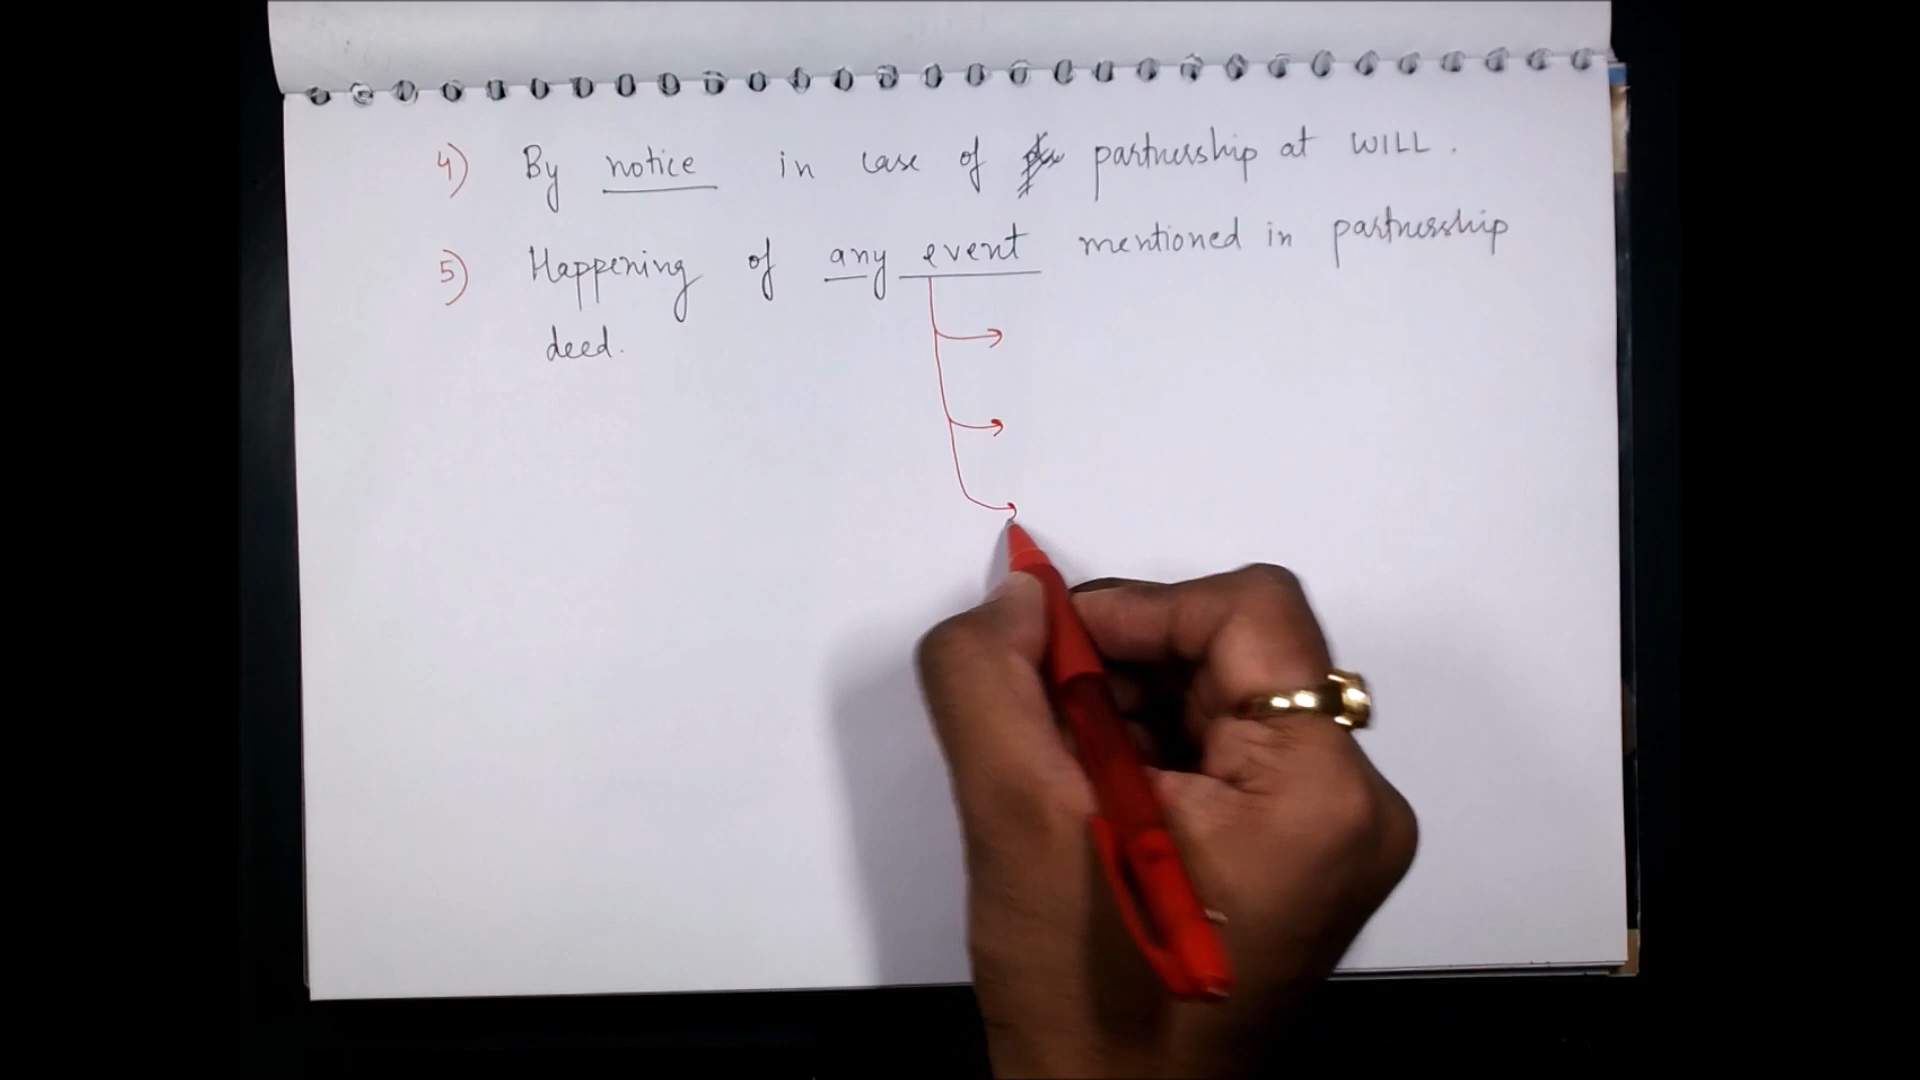 4) By notice in case of partnership at WILL.
5) Happening of any event mentioned in partnership
deed.